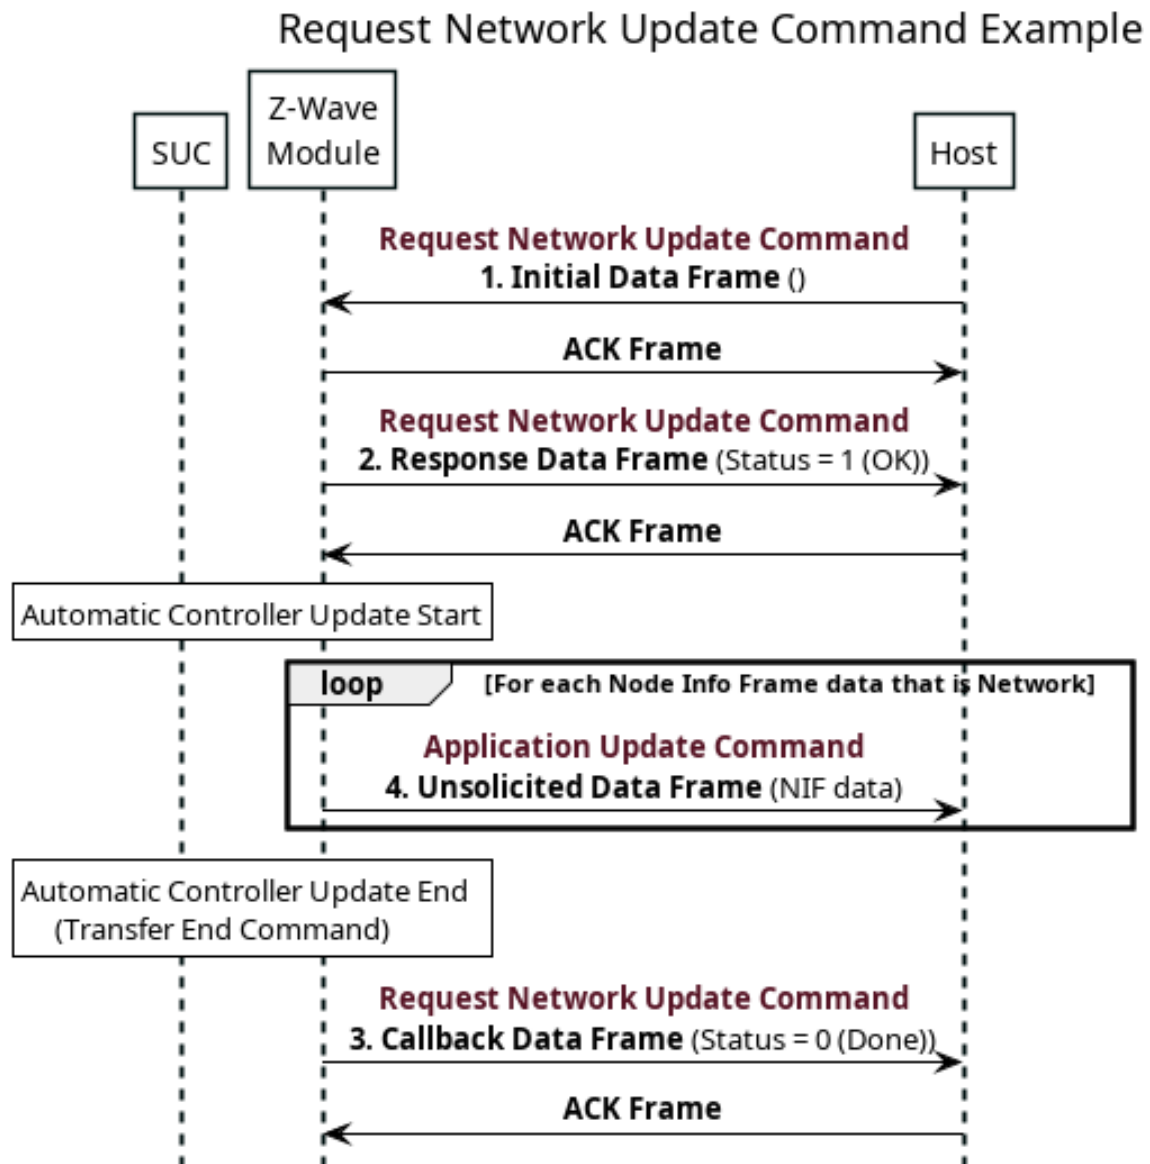 Request Network Update Command Example
SUC
Z-Wave
Module
Host
Request Network Update Command
1. Initial Data Frame ()
ACK Frame
Request Network Update Command
2. Response Data Frame (Status = 1 (OK))
ACK Frame
Automatic Controller Update Start
loop [For each Node Info Frame data that is Network]
Application Update Command
4. Unsolicited Data Frame (NIF data)
Automatic Controller Update End
(Transfer End Command)
Request Network Update Command
3. Callback Data Frame (Status = 0 (Done))
ACK Frame